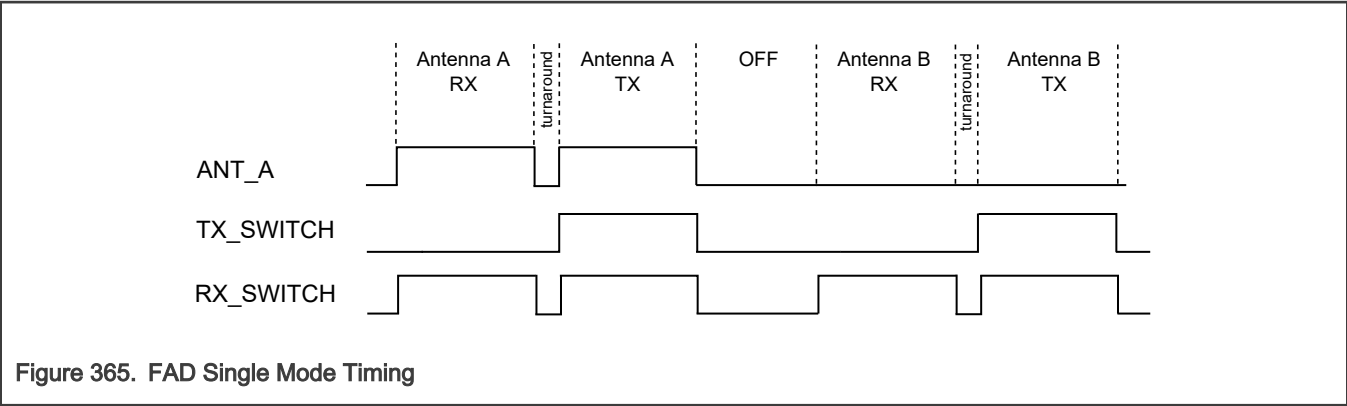 Antenna A
RX
turnaround
Antenna A
TX
OFF
Antenna B
RX
turnaround
Antenna B
TX
ANT_A
TX_SWITCH
RX_SWITCH
Figure 365. FAD Single Mode Timing